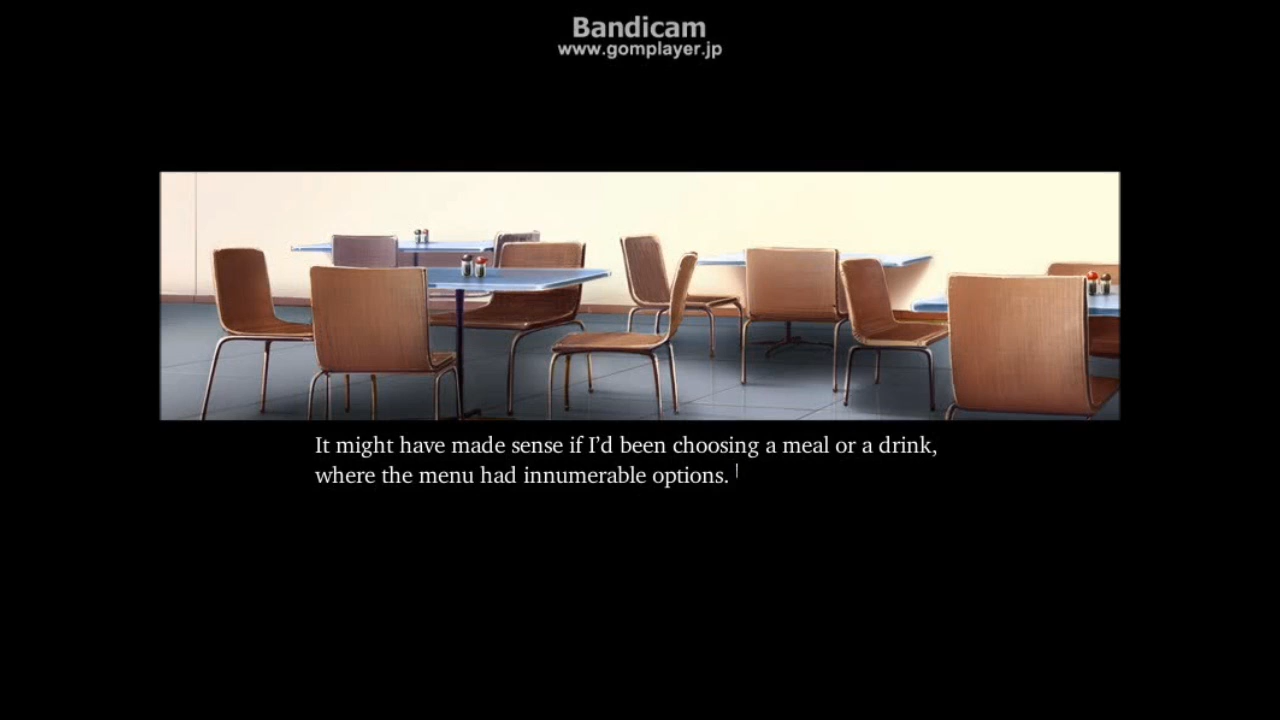 Bandicam
www.gomplayer.jp
It might have made sense if I’d been choosing a meal or a drink,
where the menu had innumerable options.